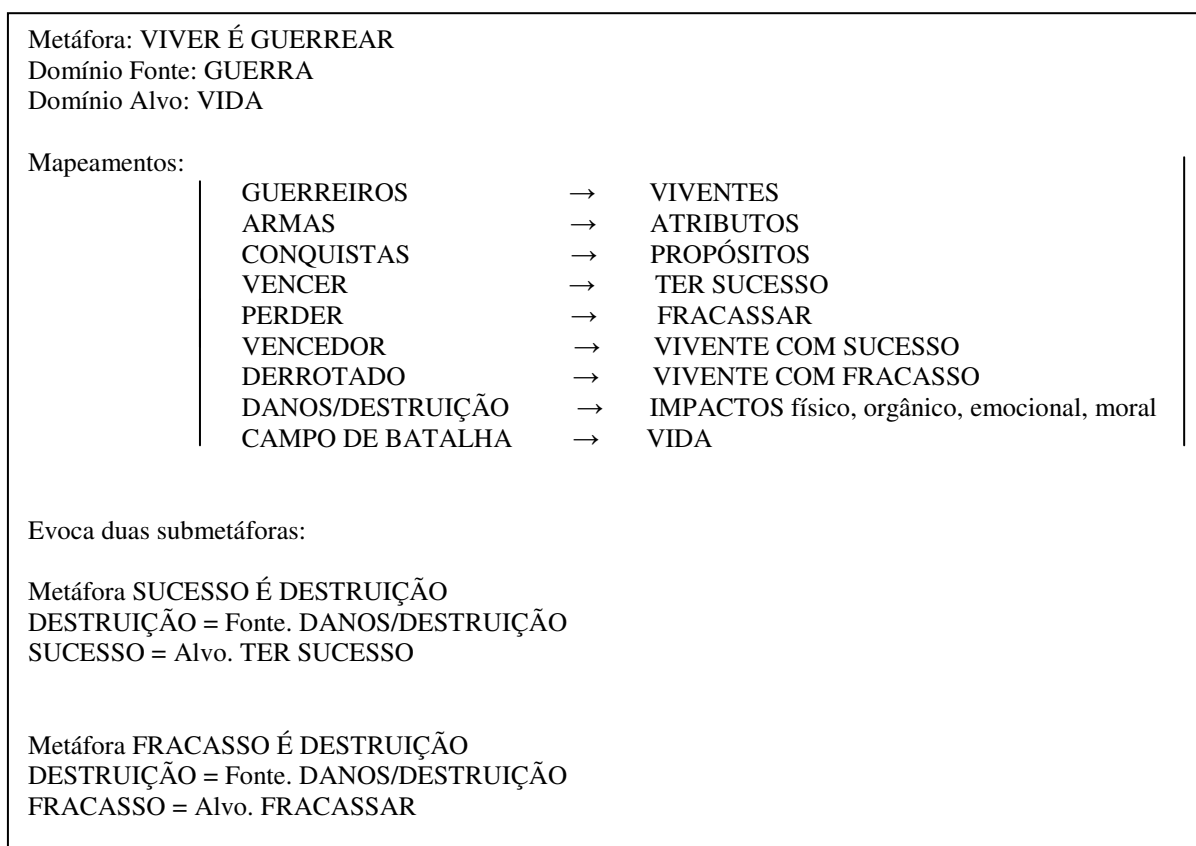 Metáfora: VIVER É GUERREAR
Domínio Fonte: GUERRA
Domínio Alvo: VIDA
Mapeamentos:
GUERREIROS → VIVENTES
ARMAS → ATRIBUTOS
CONQUISTAS → PROPÓSITOS
VENCER → TER SUCESSO
PERDER → FRACASSAR
VENCEDOR → VIVENTE COM SUCESSO
DERROTADO → VIVENTE COM FRACASSO
DANOS/DESTRUIÇÃO → IMPACTOS físico, orgânico, emocional, moral
CAMPO DE BATALHA → VIDA
Evoca duas submetáforas:
Metáfora SUCESSO É DESTRUIÇÃO
DESTRUIÇÃO = Fonte. DANOS/DESTRUIÇÃO
SUCESSO = Alvo. TER SUCESSO
Metáfora FRACASSO É DESTRUIÇÃO
DESTRUIÇÃO = Fonte. DANOS/DESTRUIÇÃO
FRACASSO = Alvo. FRACASSAR